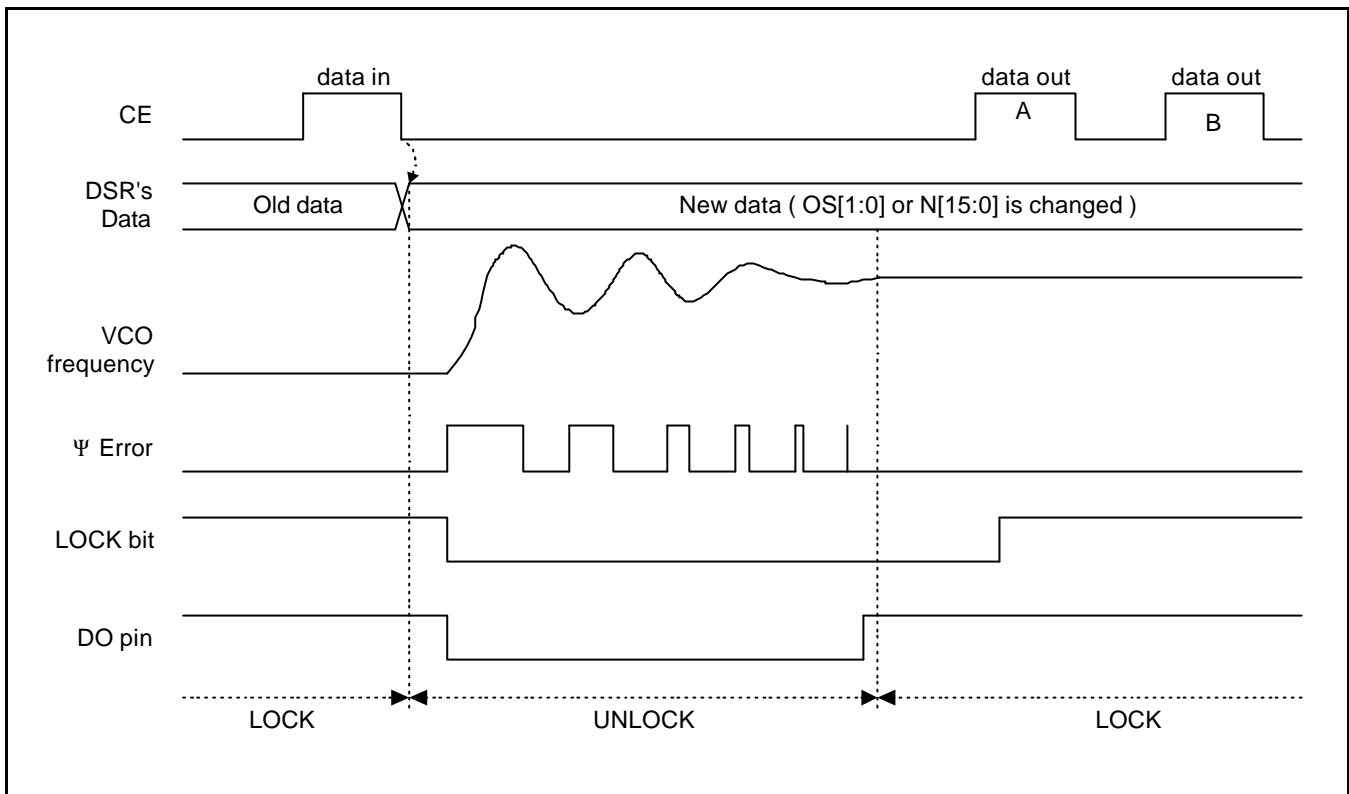 data in
data out
data out
CE
A
B
DSR's
Data
Old data
New data ( OS[1:0] or N[15:0] is changed )
VCO
frequency
Ψ Error
LOCK bit
DO pin
LOCK
UNLOCK
LOCK